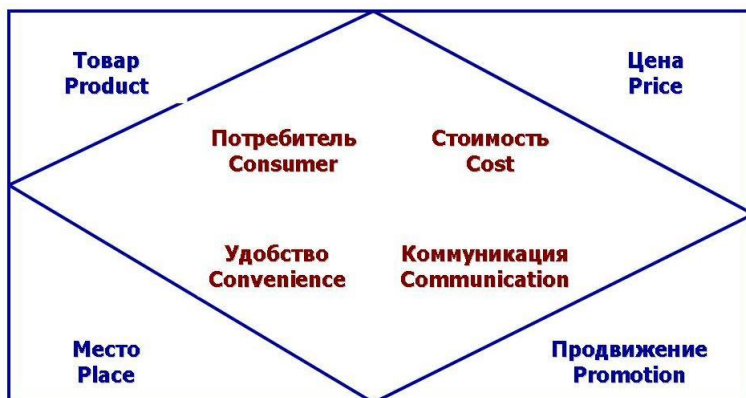 Товар
Product
Цена
Price
Потребитель
Consumer
Стоимость
Cost
Удобство
Convenience
Коммуникация
Communication
Место
Place
Продвижение
Promotion